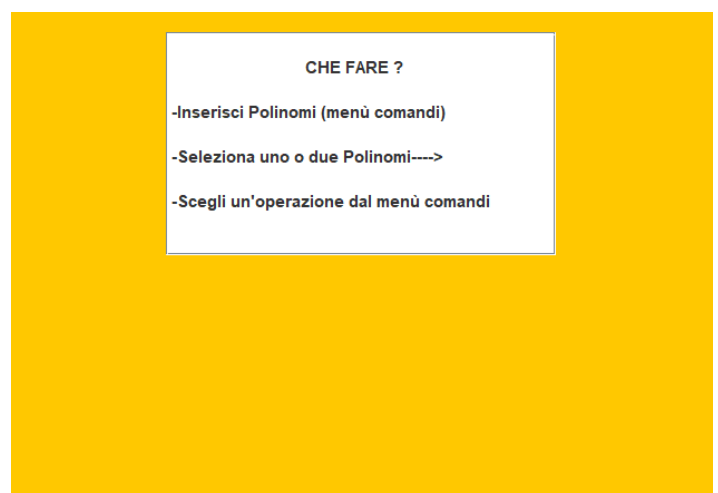 CHE FARE ?
-Inserisci Polinomi (menù comandi)
-Seleziona uno o due Polinomi---->
-Scegli un'operazione dal menù comandi